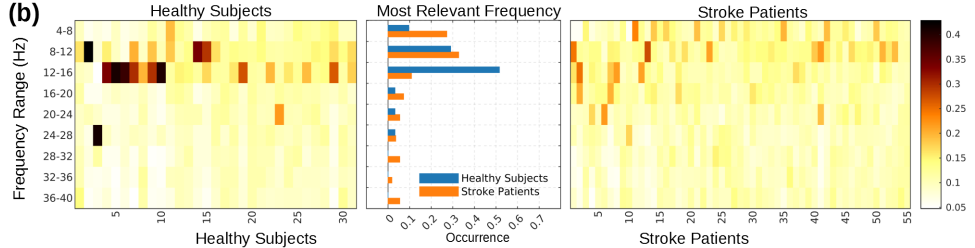 (b)
Healthy Subjects
Most Relevant Frequency
Stroke Patients
Frequency Range (Hz)
4-8
8-12
12-16
16-20
20-24
24-28
28-32
32-36
36-40
5 10 15 20 25 30
Healthy Subjects
Healthy Subjects
Stroke Patients
0 0.1 0.2 0.3 0.4 0.5 0.6 0.7
Occurrence
5 10 15 20 25 30 35 40 45 50 55
Stroke Patients
0.4
0.35
0.3
0.25
0.2
0.15
0.1
0.05